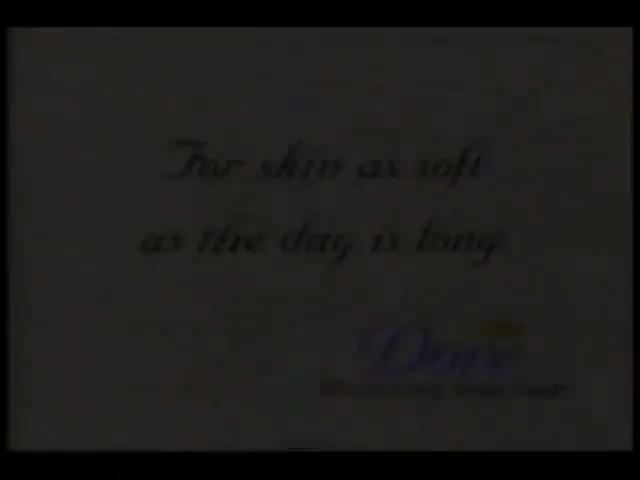 For skin as soft
as the day is long.
Dove